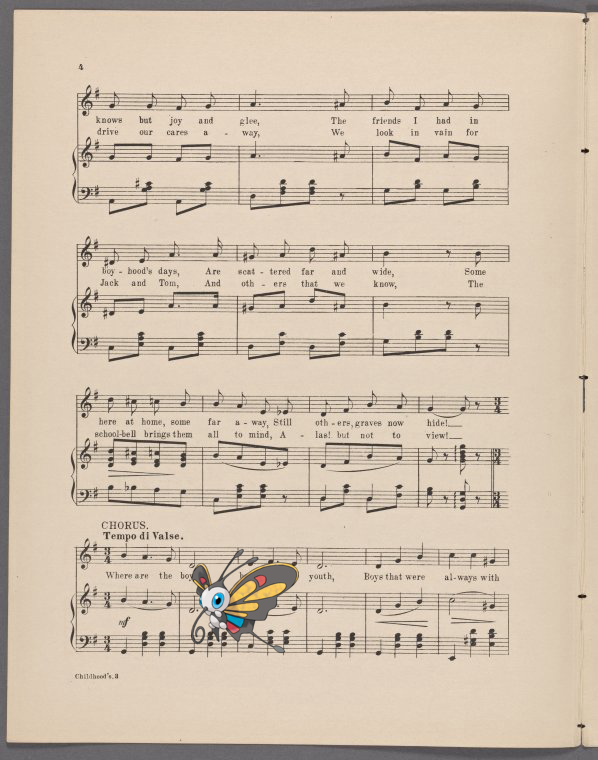 4
knows but joy and glee, The friends I had in
drive our cares a - way, We look in vain for
boy - hood's days, Are scat - tered far and wide, Some
Jack and Tom, And oth - ers that we know, The
here at home, some far a - way, Still oth - ers, graves now hide!
school-bell brings them all to mind, A - las! but not to view!
CHORUS.
Tempo di Valse.
Where are the youth, Boys that were al - ways with
mf
Childhood's. 3